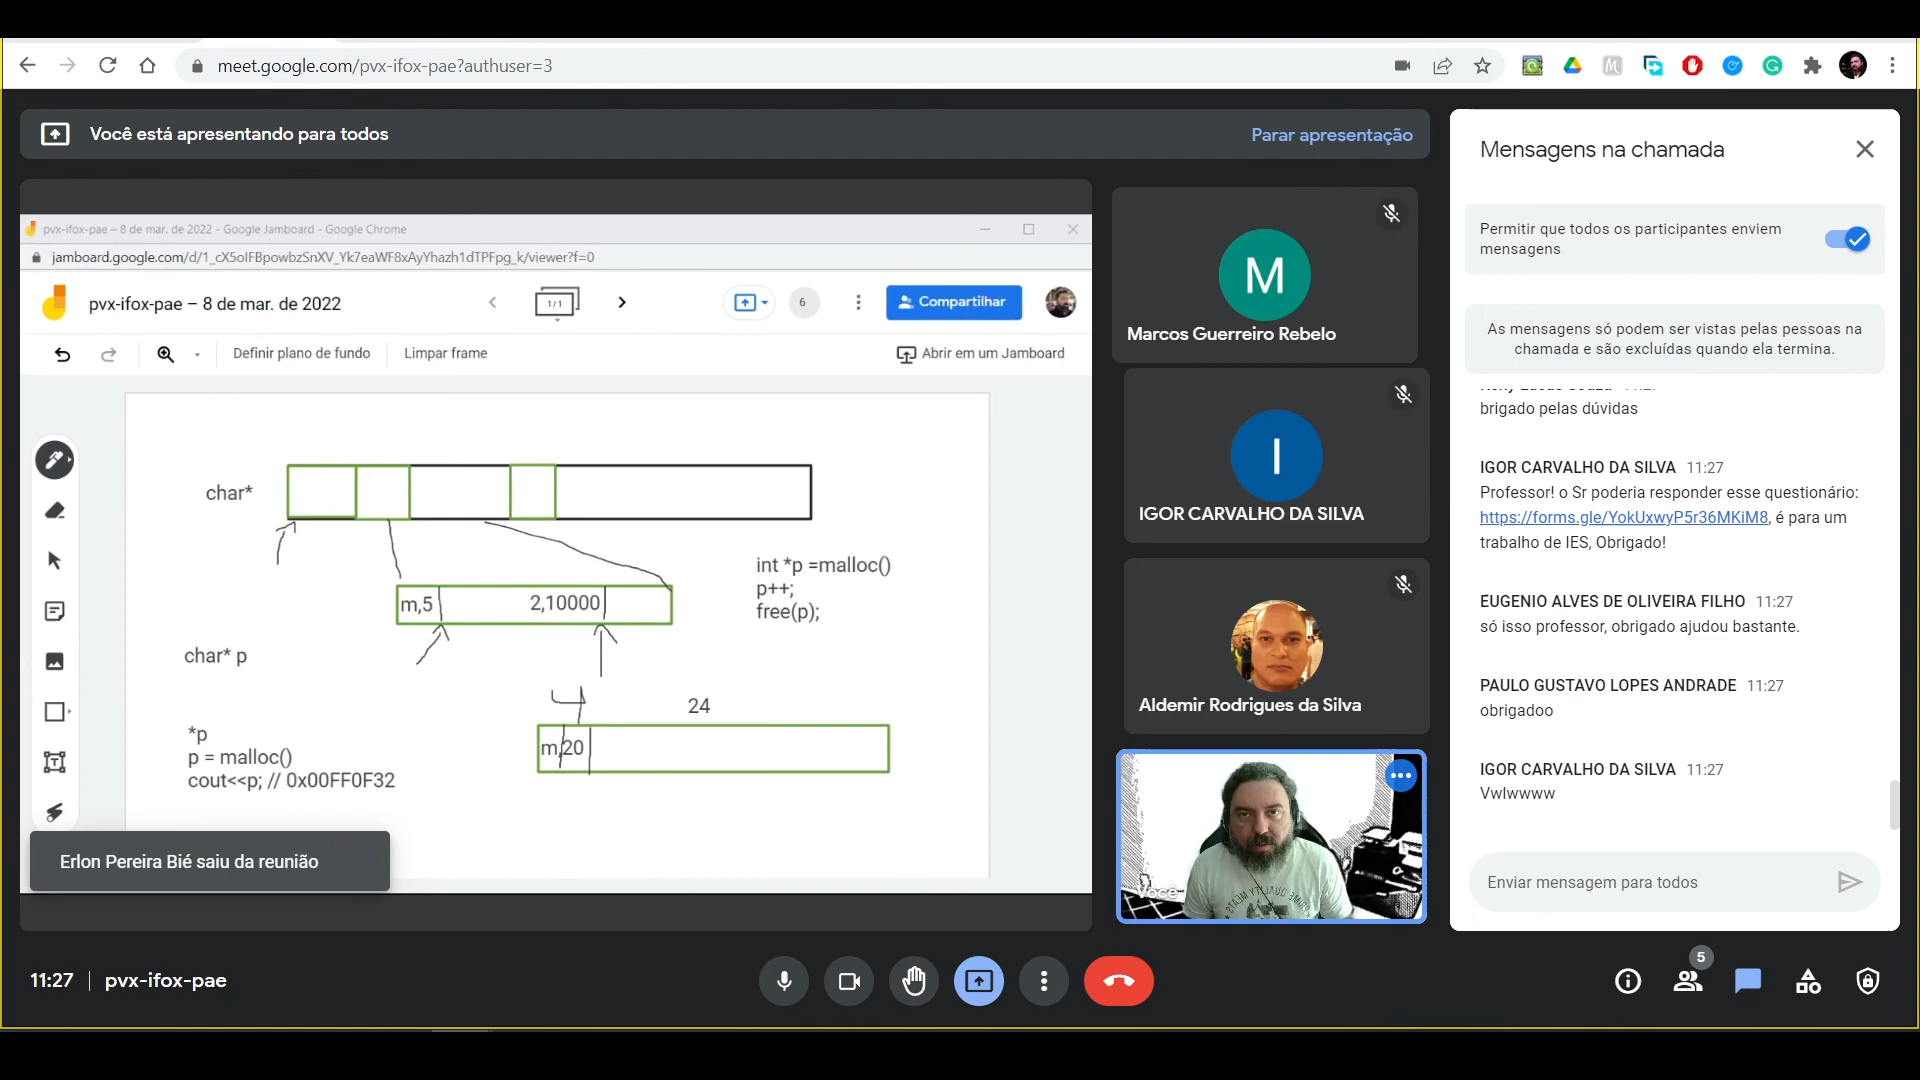 meet.google.com/pvx-ifox-pae?authuser=3
Você está apresentando para todos
Parar apresentação
pvx-ifox-pae – 8 de mar. de 2022 - Google Jamboard - Google Chrome
jamboard.google.com/d/1_cX5oIFBpowbzSnXV_Yk7eaWF8xAyYhazh1dTPFpg_k/viewer?f=0
pvx-ifox-pae – 8 de mar. de 2022
1/1
6
Compartilhar
Definir plano de fundo
Limpar frame
Abrir em um Jamboard
char*
int *p =malloc()
p++;
free(p);
m,5
2,10000
char* p
4
24
m,20
*p
p = malloc()
cout<<p; // 0x00FF0F32
Erlon Pereira Bié saiu da reunião
M
Marcos Guerreiro Rebelo
I
IGOR CARVALHO DA SILVA
Aldemir Rodrigues da Silva
Você
Mensagens na chamada
Permitir que todos os participantes enviem
mensagens
As mensagens só podem ser vistas pelas pessoas na
chamada e são excluídas quando ela termina.
brigado pelas dúvidas
IGOR CARVALHO DA SILVA 11:27
Professor! o Sr poderia responder esse questionário:
https://forms.gle/YokUxwyP5r36MKiM8, é para um
trabalho de IES, Obrigado!
EUGENIO ALVES DE OLIVEIRA FILHO 11:27
só isso professor, obrigado ajudou bastante.
PAULO GUSTAVO LOPES ANDRADE 11:27
obrigadoo
IGOR CARVALHO DA SILVA 11:27
Vwlwwww
Enviar mensagem para todos
11:27
pvx-ifox-pae
5